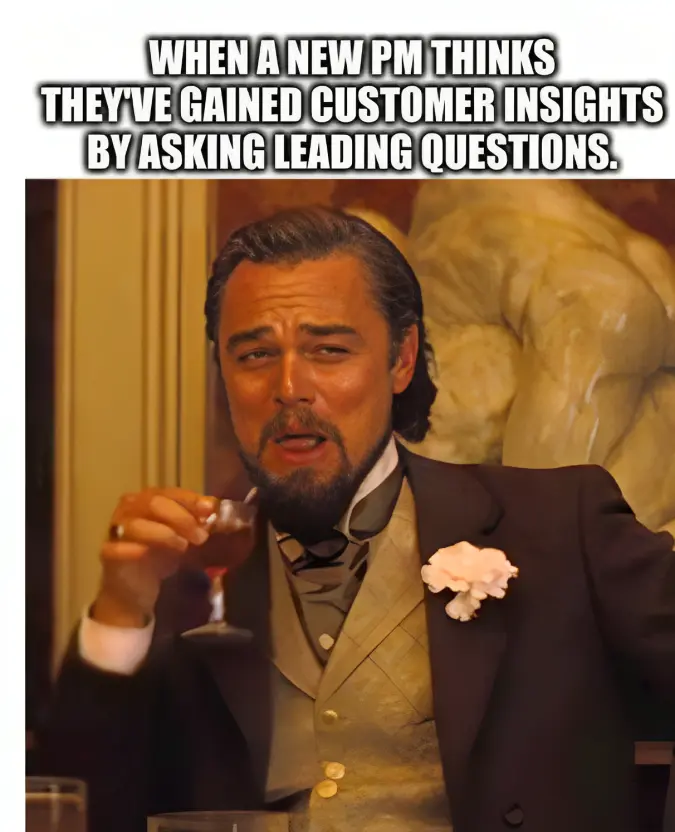 WHEN A NEW PM THINKS
THEY'VE GAINED CUSTOMER INSIGHTS
BY ASKING LEADING QUESTIONS.